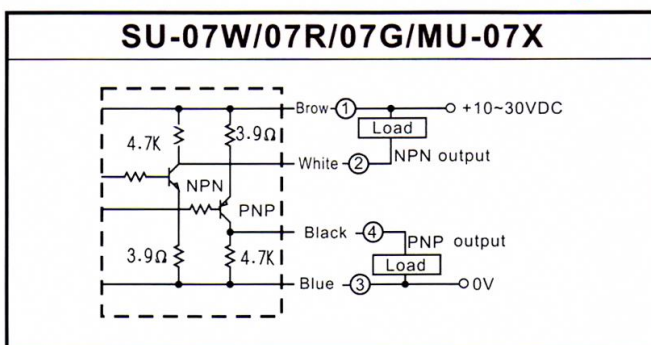 SU-07W/07R/07G/MU-07X
Brow 1 +10~30VDC
4.7K 3.9Ω Load
White 2 NPN output
NPN
PNP
Black 4 PNP output
3.9Ω 4.7K Load
Blue 3 0V